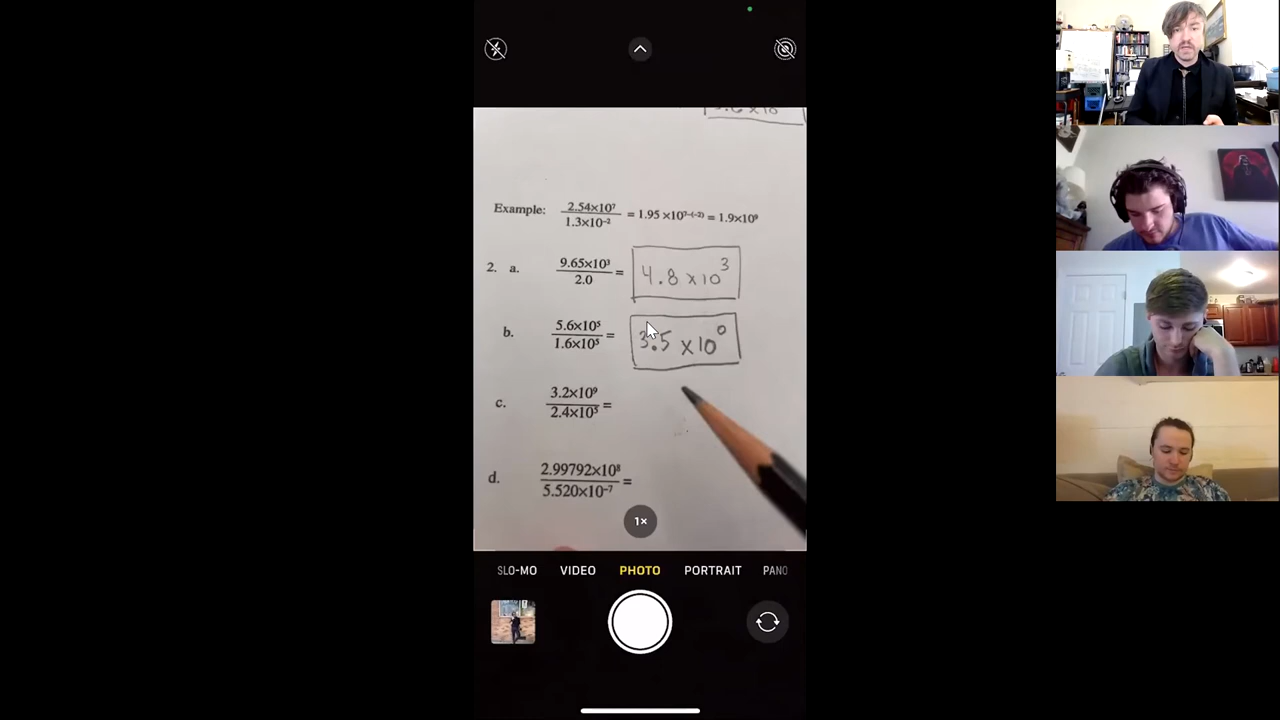 Example: 2.54×10⁷ / 1.3×10⁻² = 1.95 ×10⁷⁻⁽⁻²⁾ = 1.9×10⁹
2. a. 9.65×10³ / 2.0 = 4.8 x 10³
b. 5.6×10⁵ / 1.6×10⁵ = 3.5 x 10⁰
c. 3.2×10⁹ / 2.4×10⁵ =
d. 2.99792×10⁸ / 5.520×10⁻⁷ =
1×
SLO-MO VIDEO PHOTO PORTRAIT PANO